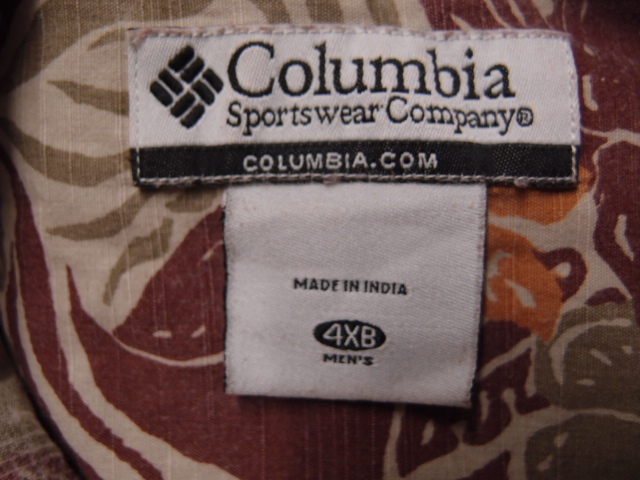 Columbia
Sportswear Company®
COLUMBIA.COM
MADE IN INDIA
4XB
MEN'S